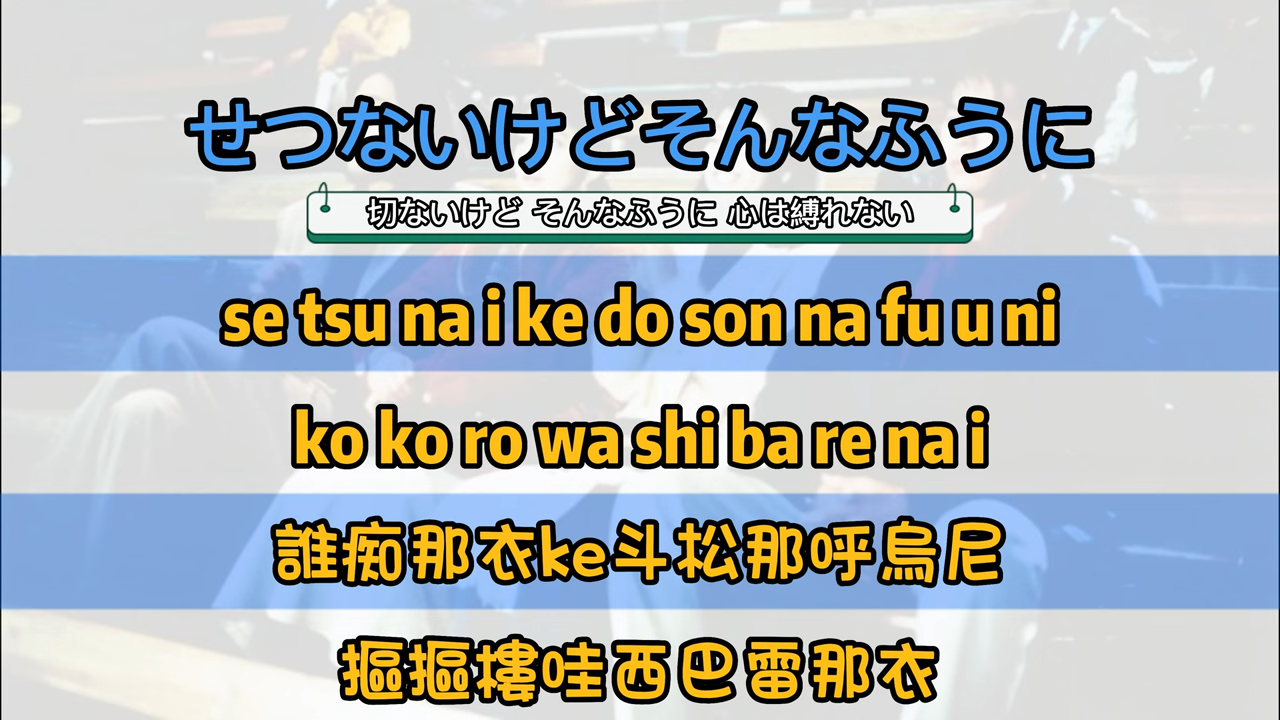 せつないけどそんなふうに
切ないけど そんなふうに 心は縛れない
se tsu na i ke do son na fu u ni
ko ko ro wa shi ba re na i
誰痴那衣ke斗松那呼烏尼
摳摳樓哇西巴雷那衣